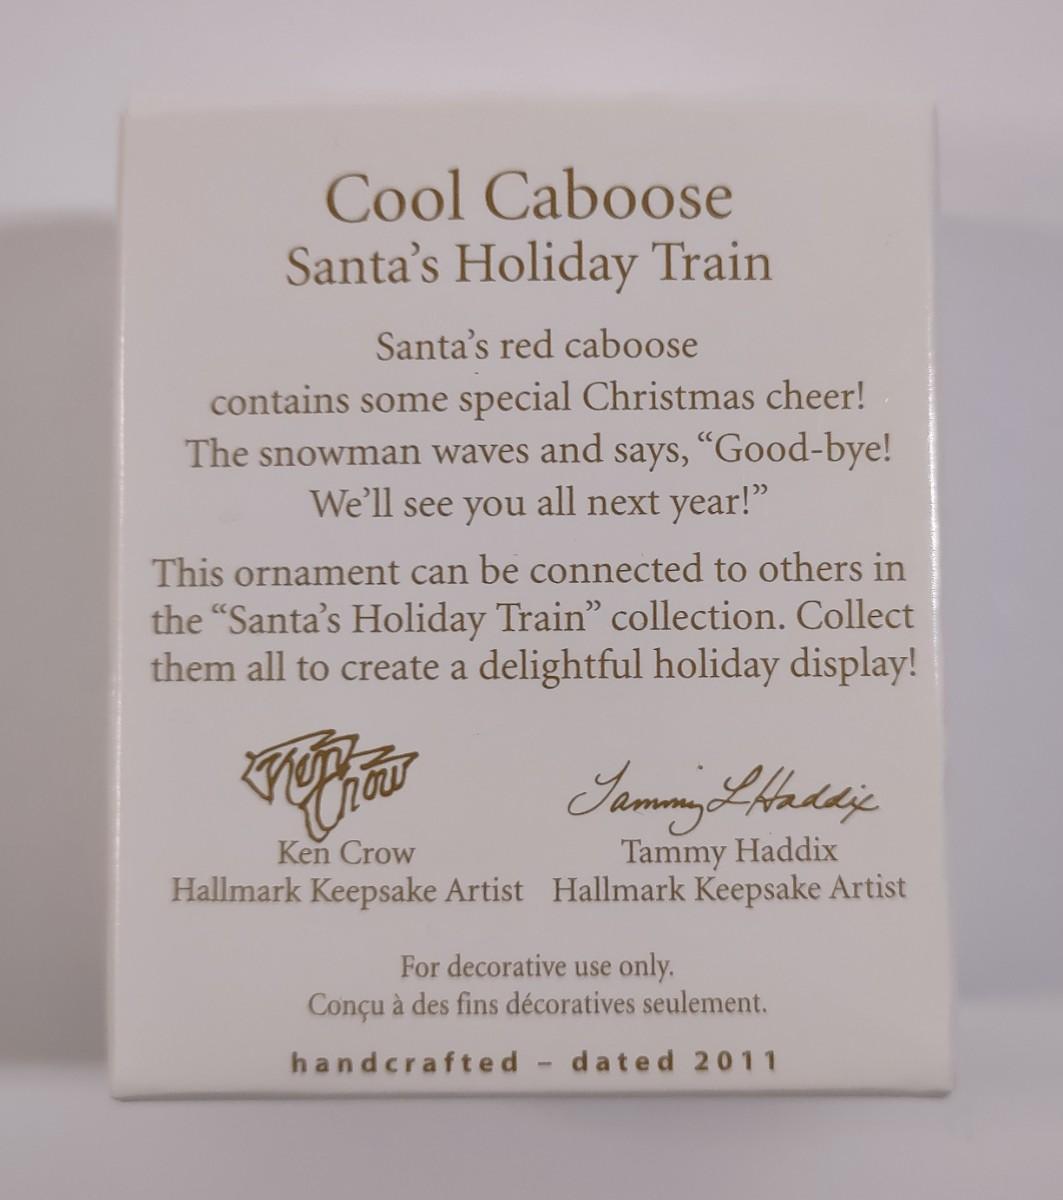 Cool Caboose
Santa’s Holiday Train
Santa’s red caboose
contains some special Christmas cheer!
The snowman waves and says, “Good-bye!
We’ll see you all next year!”
This ornament can be connected to others in
the “Santa’s Holiday Train” collection. Collect
them all to create a delightful holiday display!
Ken Crow Tammy L Haddix
Ken Crow Tammy Haddix
Hallmark Keepsake Artist Hallmark Keepsake Artist
For decorative use only.
Conçu à des fins décoratives seulement.
handcrafted – dated 2011